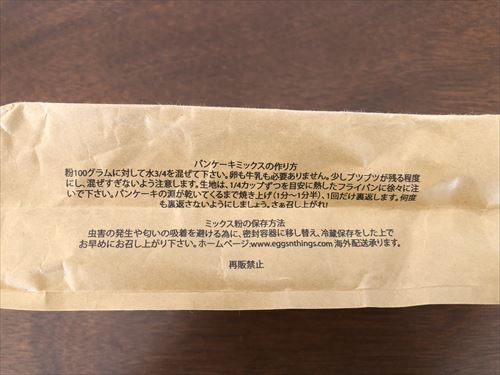 パンケーキミックスの作り方
粉100グラムに対して水3/4を混ぜて下さい。卵も牛乳も必要ありません。少しブツブツが残る程度
にし、混ぜすぎないよう注意します。生地は、1/4カップずつを目安に熱したフライパンに徐々に注
いで下さい。パンケーキの淵が乾いてくるまで焼き上げ(1分〜1分半)、1回だけ裏返します。何度
も裏返さないようにしましょう。さぁ召し上がれ!
ミックス粉の保存方法
虫害の発生や匂いの吸着を避ける為に、密封容器に移し替え、冷蔵保存をした上で
お早めにお召し上がり下さい。ホームページ:www.eggsnthings.com 海外配送承ります。
再販禁止